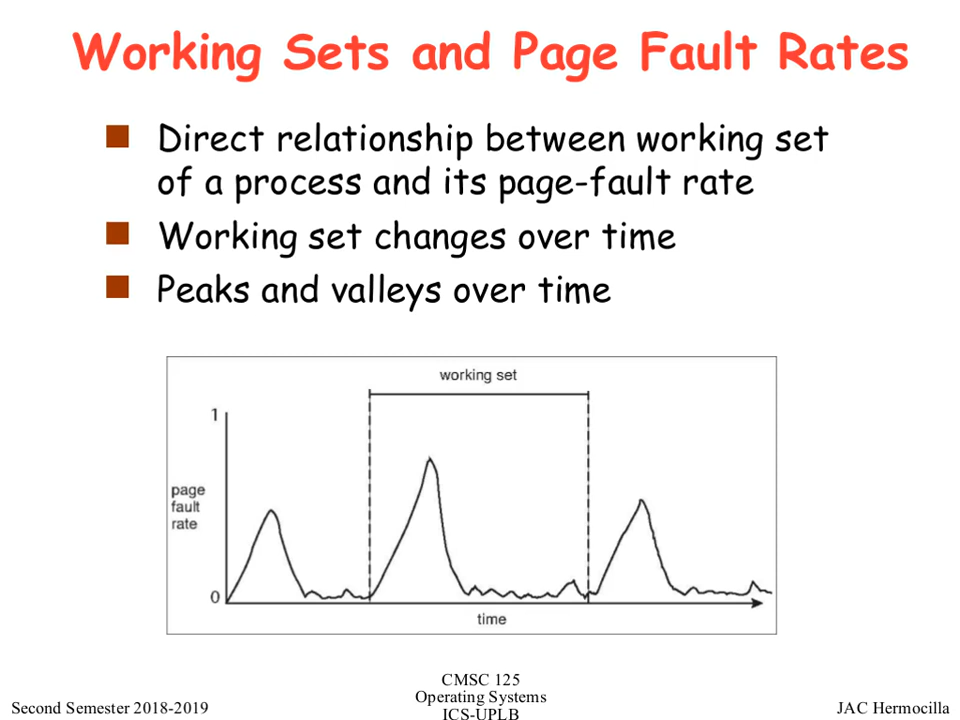 Working Sets and Page Fault Rates
Direct relationship between working set
of a process and its page-fault rate
Working set changes over time
Peaks and valleys over time
working set
1
page
fault
rate
0
time
Second Semester 2018-2019
CMSC 125
Operating Systems
ICS-UPLB
JAC Hermocilla